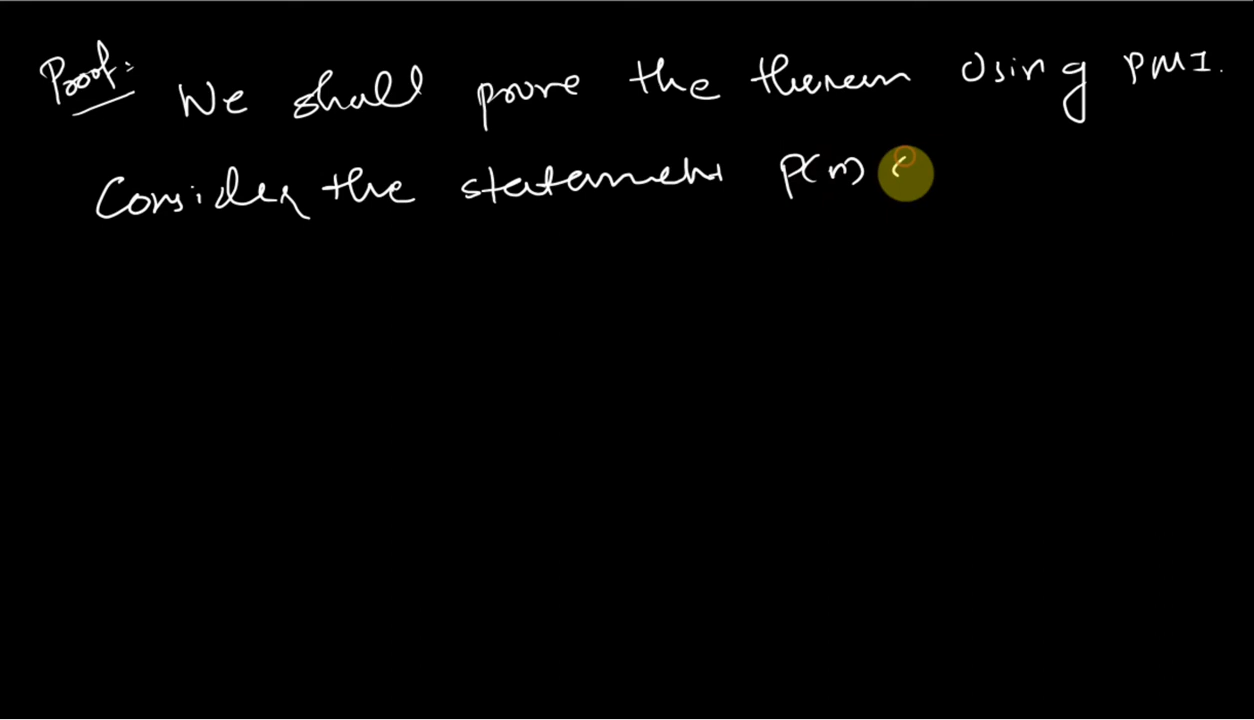 Proof: We shall prove the theorem Using PMI.
Consider the statement P(n)